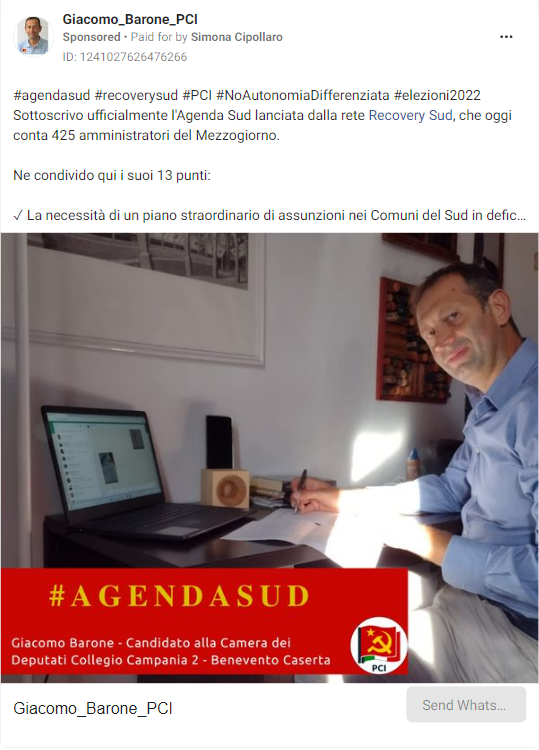 Giacomo_Barone_PCI
Sponsored • Paid for by Simona Cipollaro
ID: 1241027626476266
#agendasud #recoverysud #PCI #NoAutonomiaDifferenziata #elezioni2022
Sottoscrivo ufficialmente l'Agenda Sud lanciata dalla rete Recovery Sud, che oggi
conta 425 amministratori del Mezzogiorno.
Ne condivido qui i suoi 13 punti:
✓ La necessità di un piano straordinario di assunzioni nei Comuni del Sud in defic...
#AGENDASUD
Giacomo Barone - Candidato alla Camera dei
Deputati Collegio Campania 2 - Benevento Caserta
PCI
Giacomo_Barone_PCI
Send Whats...